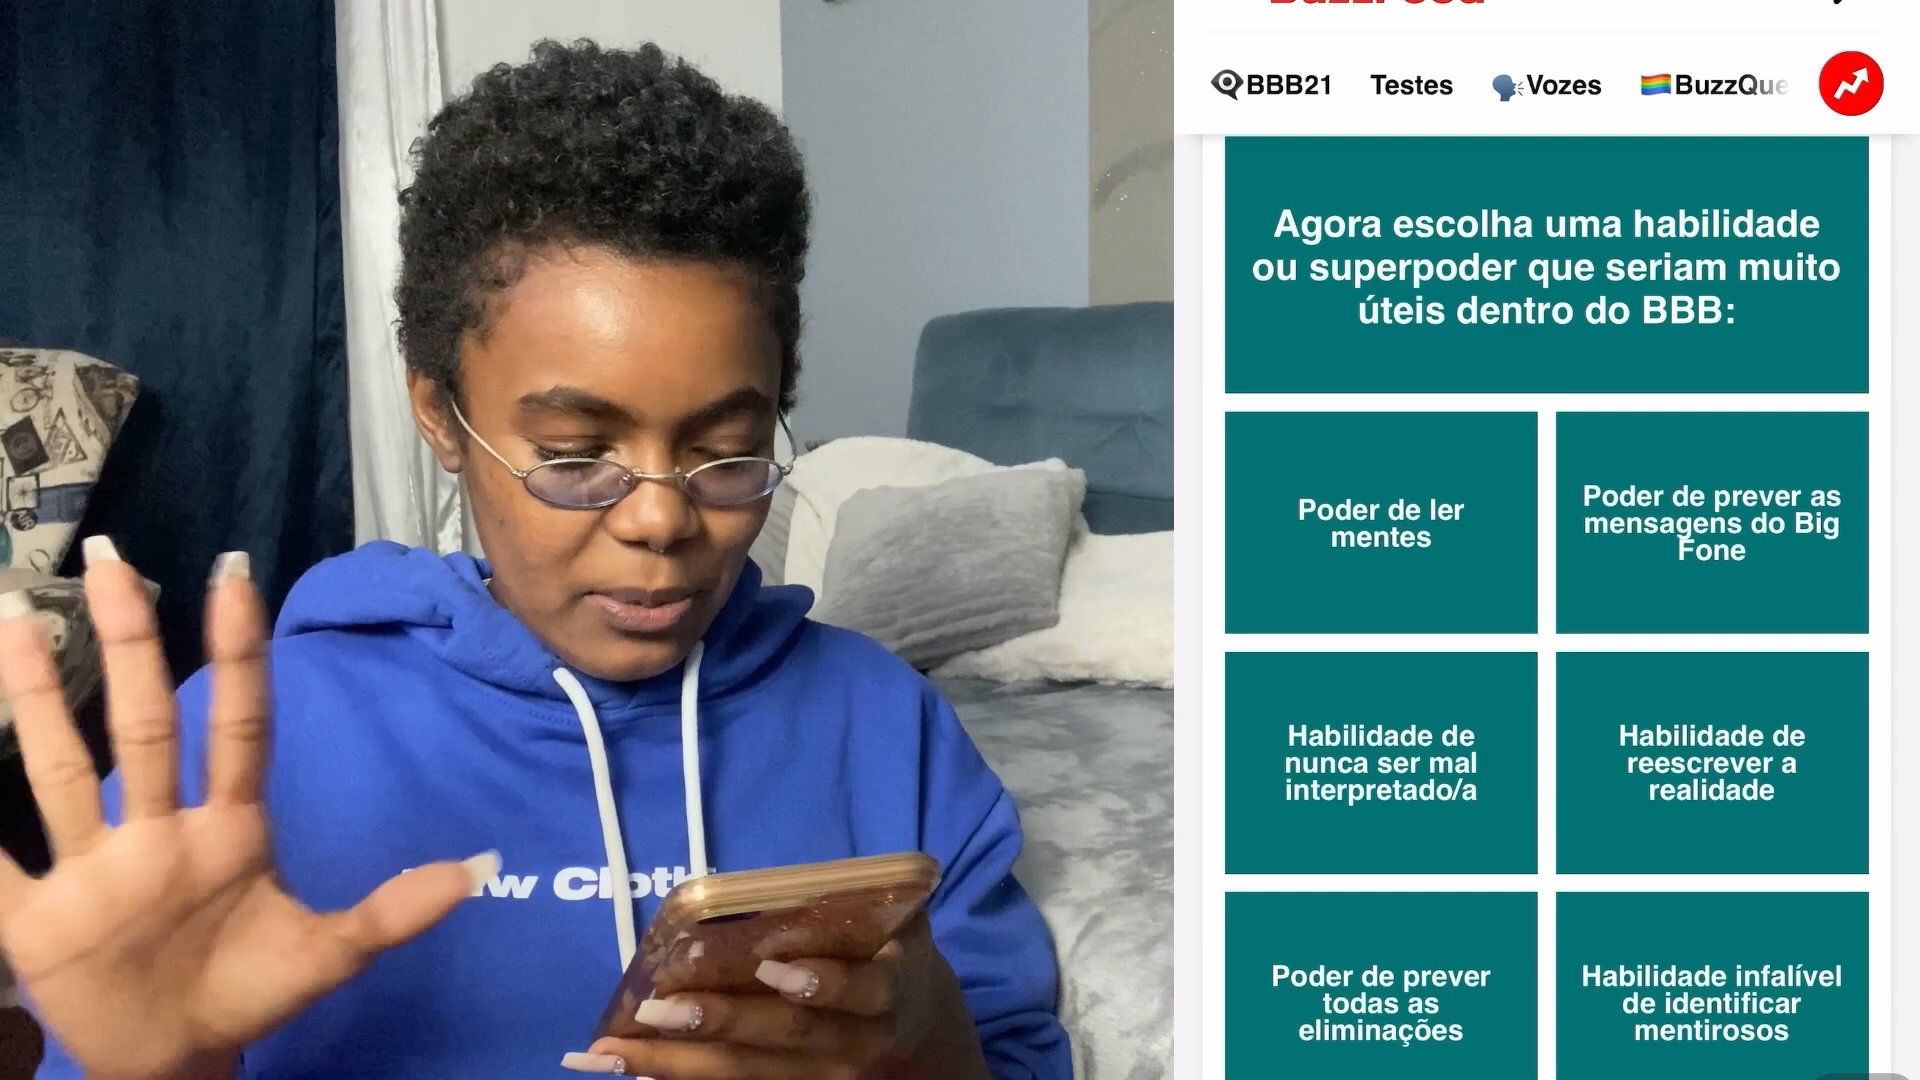 BBB21 Testes Vozes BuzzQue
Agora escolha uma habilidade
ou superpoder que seriam muito
úteis dentro do BBB:
Poder de ler
mentes
Poder de prever as
mensagens do Big
Fone
Habilidade de
nunca ser mal
interpretado/a
Habilidade de
reescrever a
realidade
Poder de prever
todas as
eliminações
Habilidade infalível
de identificar
mentirosos